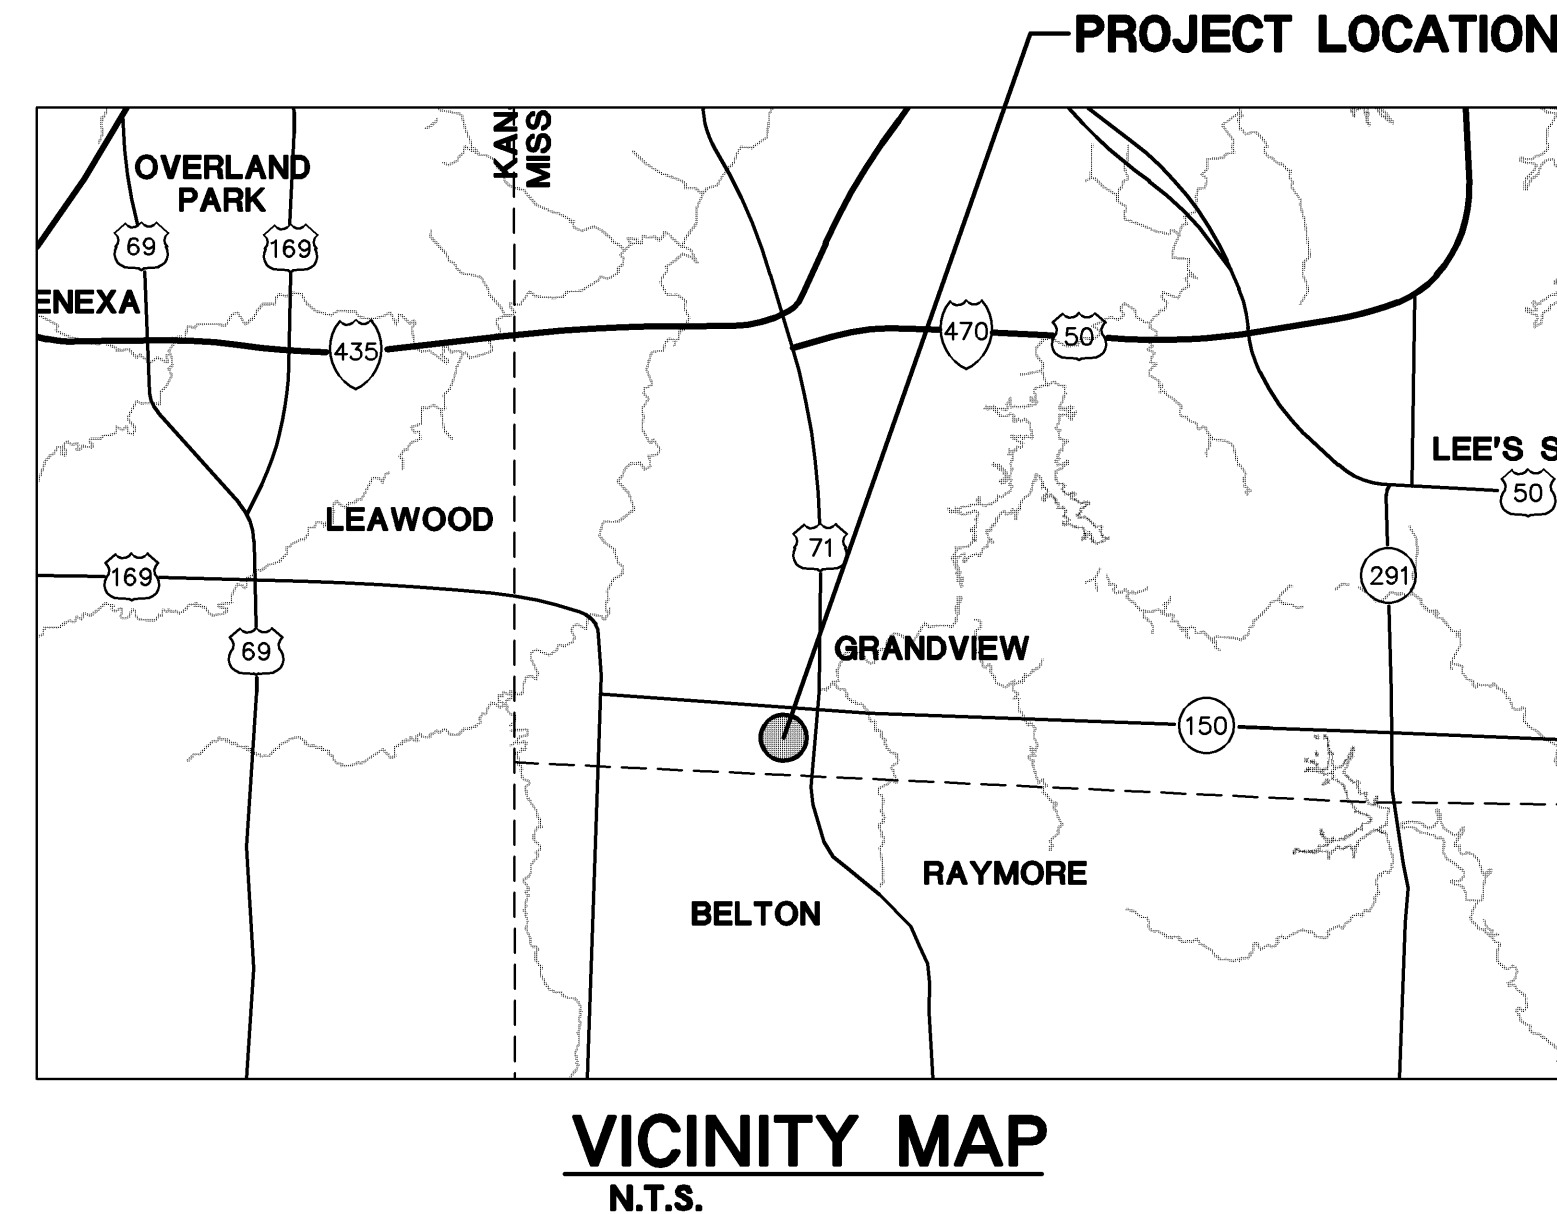 PROJECT LOCATION
KAN
MISS
OVERLAND
PARK
69
169
ENEXA
435
470
50
LEE'S S
50
LEAWOOD
71
169
291
69
GRANDVIEW
150
RAYMORE
BELTON
VICINITY MAP
N.T.S.